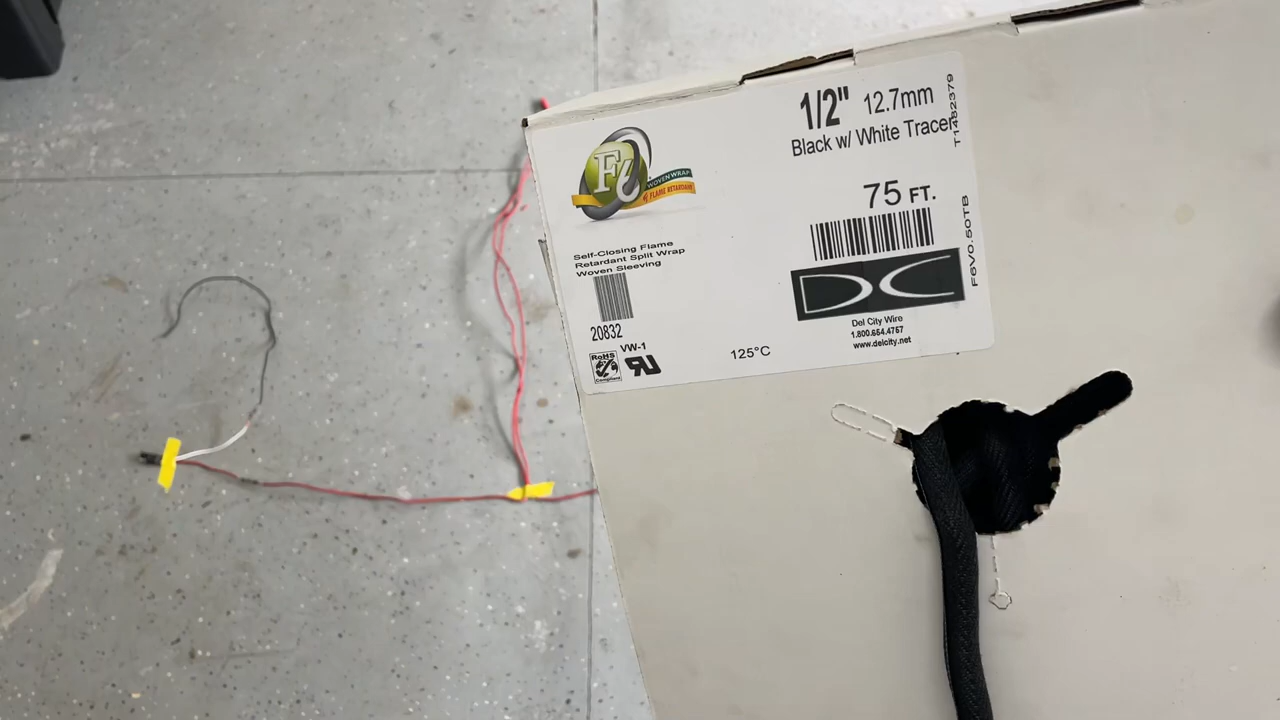 1/2" 12.7mm
Black w/ White Tracer
T1482379
F6
WOVEN WRAP
FLAME RETARDANT
75 FT.
F6V0.50TB
Self-Closing Flame
Retardant Split Wrap
Woven Sleeving
DC
20832
Del City Wire
1.800.654.4757
www.delcity.net
VW-1
RoHS
Compliant
125°C